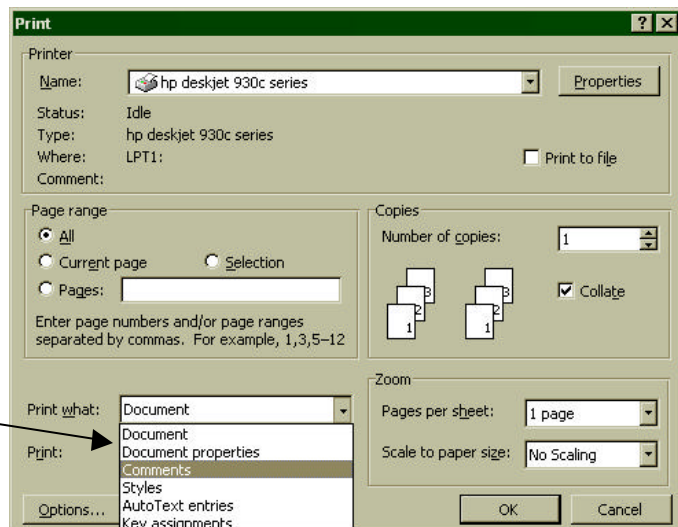 Print
Printer
Name: hp deskjet 930c series Properties
Status: Idle
Type: hp deskjet 930c series
Where: LPT1: Print to file
Comment:
Page range
All
Current page Selection
Pages:
Enter page numbers and/or page ranges
separated by commas. For example, 1,3,5–12
Copies
Number of copies: 1
3 3
2 2
1 1
Collate
Print what: Document
Print:
Document
Document properties
Comments
Styles
AutoText entries
Key assignments
Zoom
Pages per sheet: 1 page
Scale to paper size: No Scaling
Options... OK Cancel